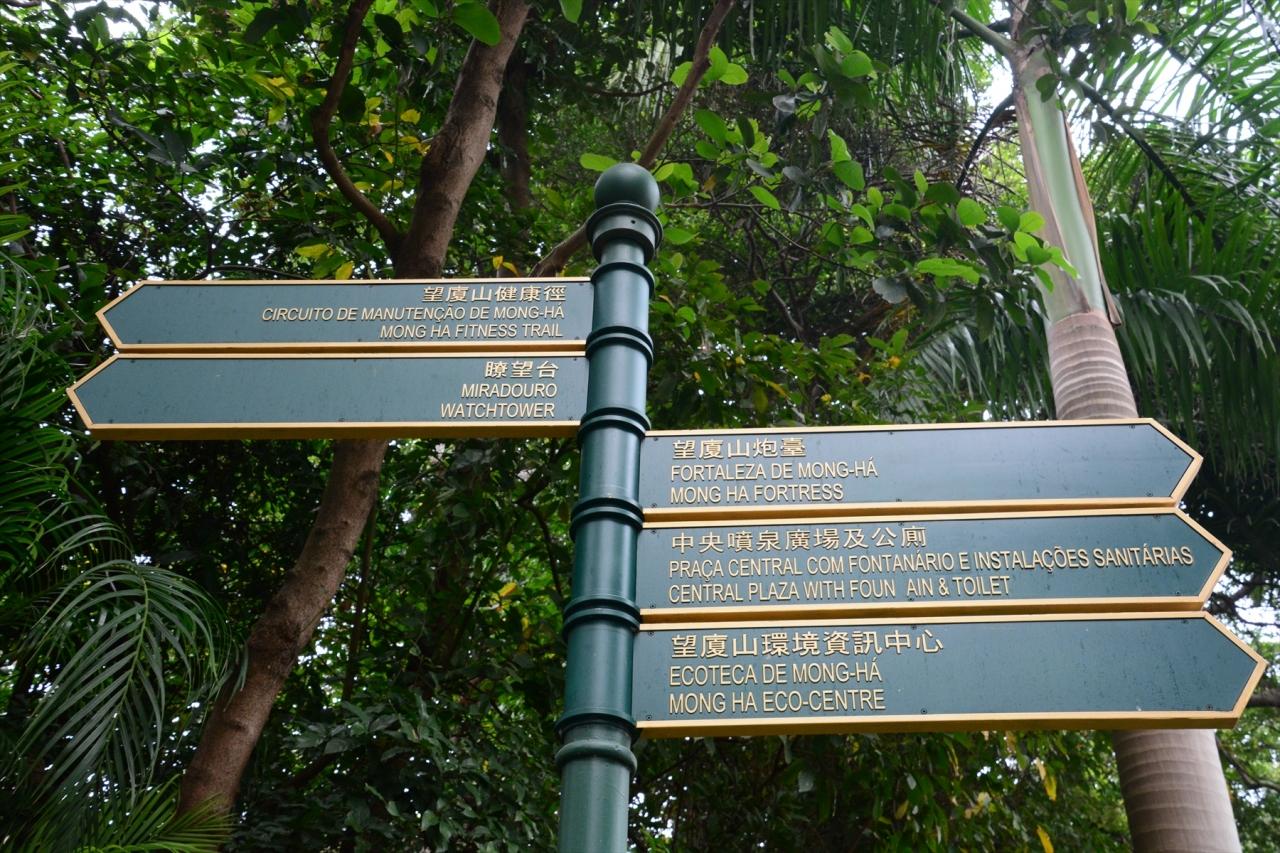 望廈山健康徑
CIRCUITO DE MANUTENÇÃO DE MONG-HÁ
MONG HA FITNESS TRAIL
瞭望台
MIRADOURO
WATCHTOWER
望廈山炮臺
FORTALEZA DE MONG-HÁ
MONG HA FORTRESS
中央噴泉廣場及公廁
PRAÇA CENTRAL COM FONTANÁRIO E INSTALAÇÕES SANITÁRIAS
CENTRAL PLAZA WITH FOUN AIN & TOILET
望廈山環境資訊中心
ECOTECA DE MONG-HÁ
MONG HA ECO-CENTRE